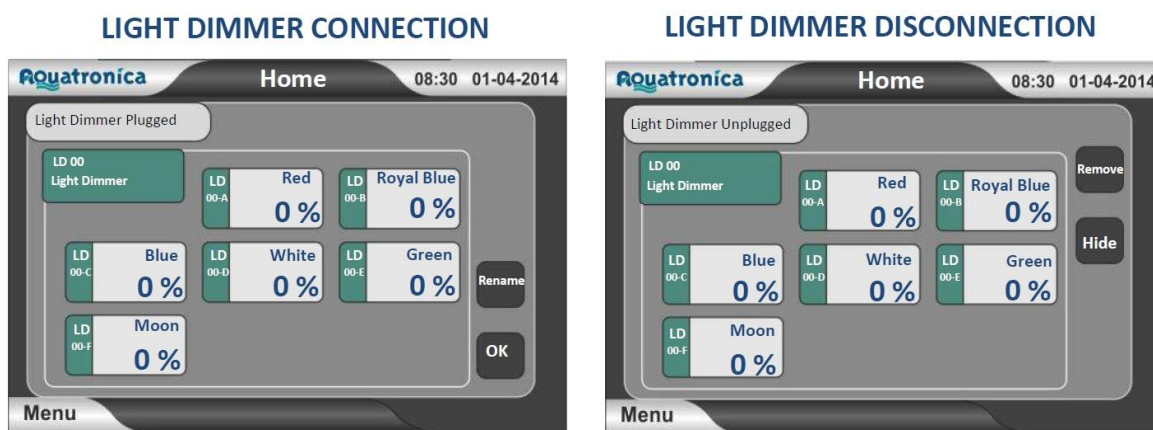 LIGHT DIMMER CONNECTION
Aquatronica
Home
08:30 01-04-2014
Light Dimmer Plugged
LD 00
Light Dimmer
LD
00-A
Red
0 %
LD
00-B
Royal Blue
0 %
LD
00-C
Blue
0 %
LD
00-D
White
0 %
LD
00-E
Green
0 %
LD
00-F
Moon
0 %
Rename
OK
Menu
LIGHT DIMMER DISCONNECTION
Aquatronica
Home
08:30 01-04-2014
Light Dimmer Unplugged
LD 00
Light Dimmer
LD
00-A
Red
0 %
LD
00-B
Royal Blue
0 %
LD
00-C
Blue
0 %
LD
00-D
White
0 %
LD
00-E
Green
0 %
LD
00-F
Moon
0 %
Remove
Hide
Menu